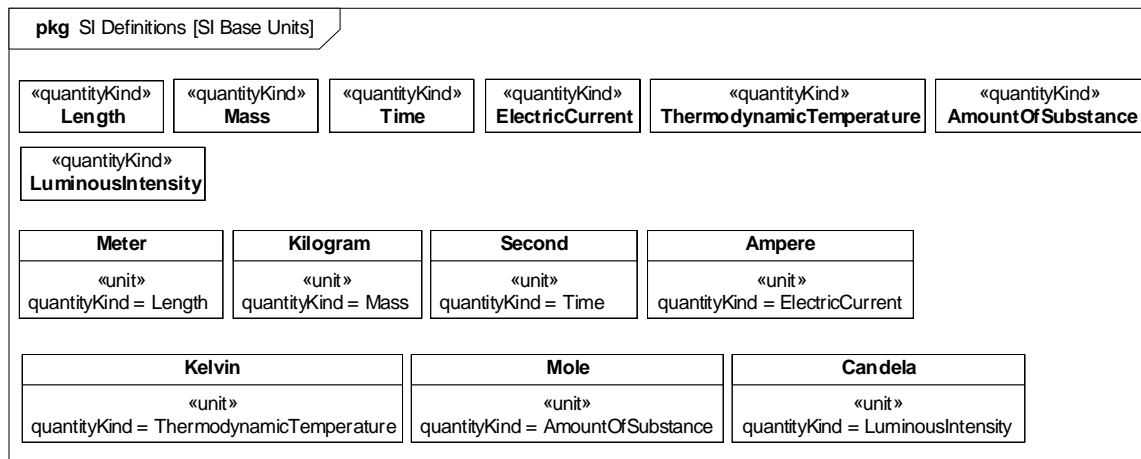 pkg SI Definitions [SI Base Units]
«quantityKind» «quantityKind» «quantityKind» «quantityKind» «quantityKind» «quantityKind»
Length Mass Time ElectricCurrent ThermodynamicTemperature AmountOfSubstance
«quantityKind»
LuminousIntensity
Meter Kilogram Second Ampere
«unit» «unit» «unit» «unit»
quantityKind = Length quantityKind = Mass quantityKind = Time quantityKind = ElectricCurrent
Kelvin Mole Candela
«unit» «unit» «unit»
quantityKind = ThermodynamicTemperature quantityKind = AmountOfSubstance quantityKind = LuminousIntensity